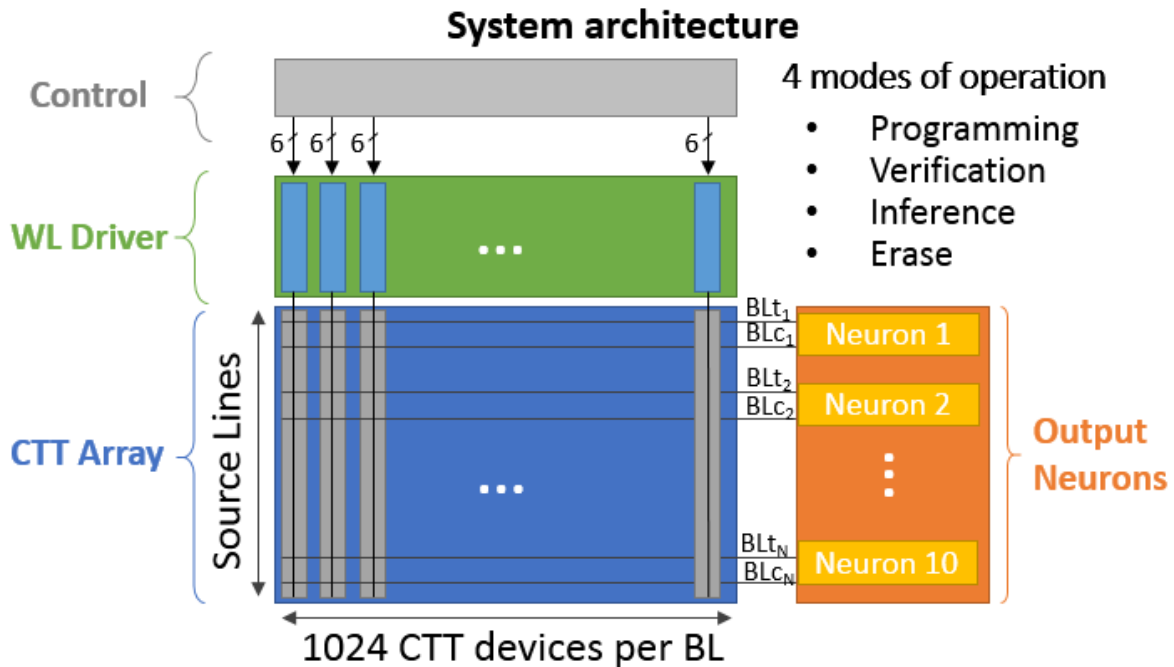 System architecture
Control
4 modes of operation
• Programming
• Verification
• Inference
• Erase
6 6 6 6
WL Driver
...
CTT Array
Source Lines
...
BLt1
BLc1
Neuron 1
BLt2
BLc2
Neuron 2
BLtN
BLcN
Neuron 10
Output
Neurons
1024 CTT devices per BL